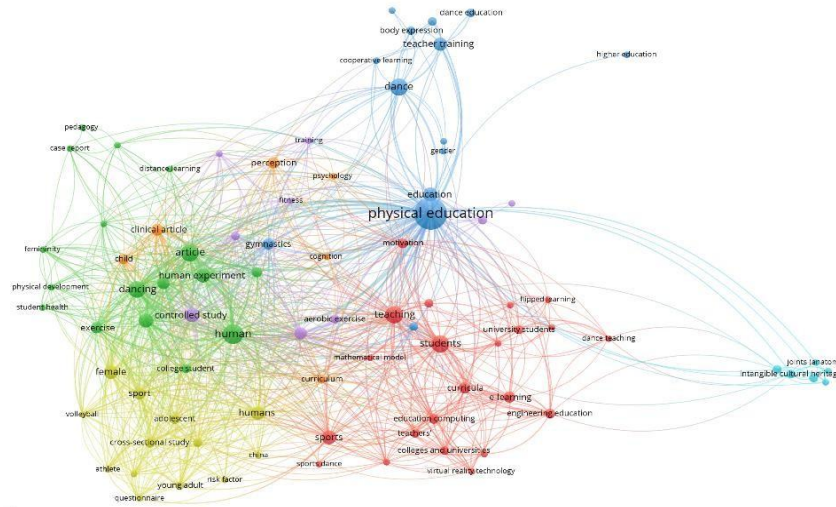 dance education
body expression
teacher training
higher education
cooperative learning
dance
pedagogy
training
gender
case report
perception
distance learning
psychology
education
fitness
physical education
clinical article
motivation
gymnastics
femininity
article
child
cognition
human experiment
physical development
dancing
flipped learning
student health
controlled study
teaching
aerobic exercise
exercise
university students
human
students
dance teaching
mathematical model
joints (anatom
college student
female
intangible cultural heritag
curriculum
sport
curricula
e-learning
volleyball
adolescent
humans
engineering education
education computing
cross-sectional study
sports
teachers'
colleges and universities
china
athlete
sports dance
risk factor
virtual reality technology
young adult
questionnaire